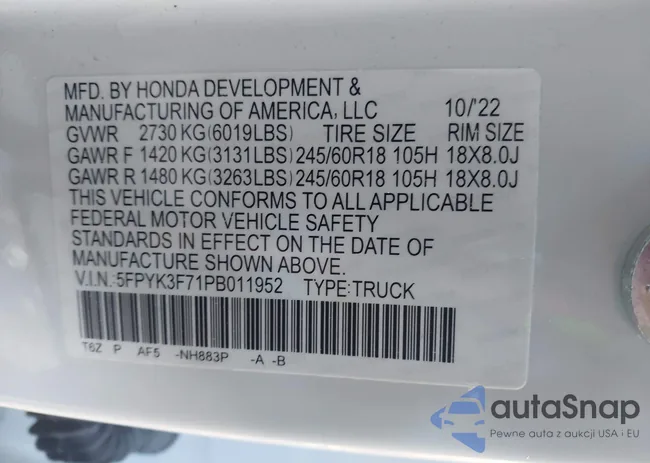 MFD. BY HONDA DEVELOPMENT &
MANUFACTURING OF AMERICA, LLC 10/'22
GVWR 2730 KG(6019LBS) TIRE SIZE RIM SIZE
GAWR F 1420 KG(3131LBS) 245/60R18 105H 18X8.0J
GAWR R 1480 KG(3263LBS) 245/60R18 105H 18X8.0J
THIS VEHICLE CONFORMS TO ALL APPLICABLE
FEDERAL MOTOR VEHICLE SAFETY
STANDARDS IN EFFECT ON THE DATE OF
MANUFACTURE SHOWN ABOVE.
V.I.N.:5FPYK3F71PB011952 TYPE:TRUCK
T6Z P AF5 -NH883P -A -B
autaSnap
Pewne auta z aukcji USA i EU